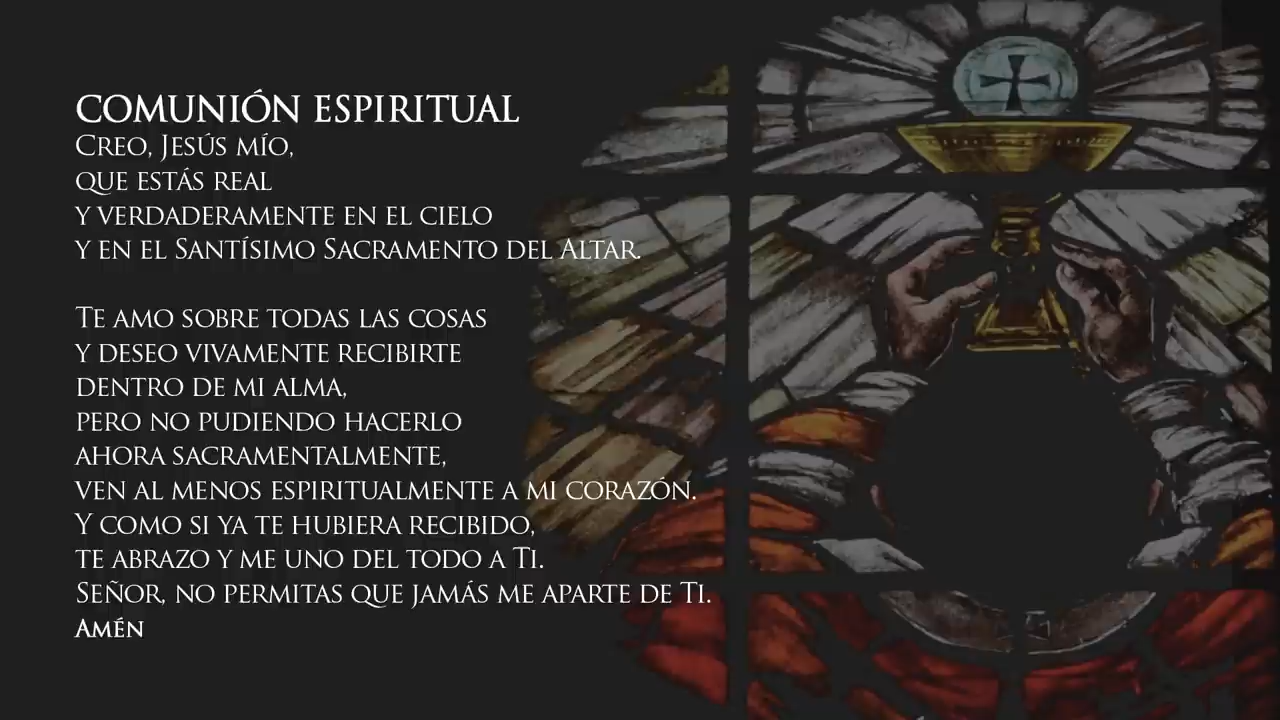 COMUNIÓN ESPIRITUAL
CREO, JESÚS MÍO,
QUE ESTÁS REAL
Y VERDADERAMENTE EN EL CIELO
Y EN EL SANTÍSIMO SACRAMENTO DEL ALTAR.
TE AMO SOBRE TODAS LAS COSAS
Y DESEO VIVAMENTE RECIBIRTE
DENTRO DE MI ALMA,
PERO NO PUDIENDO HACERLO
AHORA SACRAMENTALMENTE,
VEN AL MENOS ESPIRITUALMENTE A MI CORAZÓN.
Y COMO SI YA TE HUBIERA RECIBIDO,
TE ABRAZO Y ME UNO DEL TODO A TI.
SEÑOR, NO PERMITAS QUE JAMÁS ME APARTE DE TI.
AMÉN